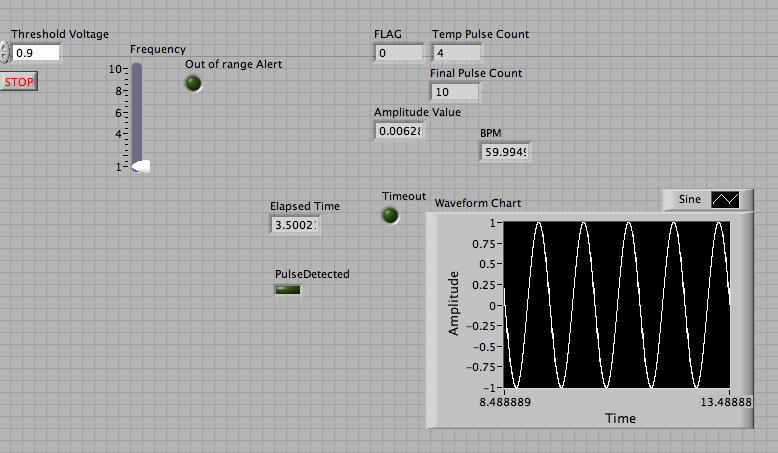 Threshold Voltage
0.9
STOP
Frequency
10
8
6
4
1
Out of range Alert
FLAG
0
Temp Pulse Count
4
Final Pulse Count
10
Amplitude Value
0.00628
BPM
59.9949
Elapsed Time
3.5002
Timeout
PulseDetected
Waveform Chart
Sine
Amplitude
1
0.75
0.5
0.25
0
-0.25
-0.5
-0.75
-1
8.488889
13.48888
Time